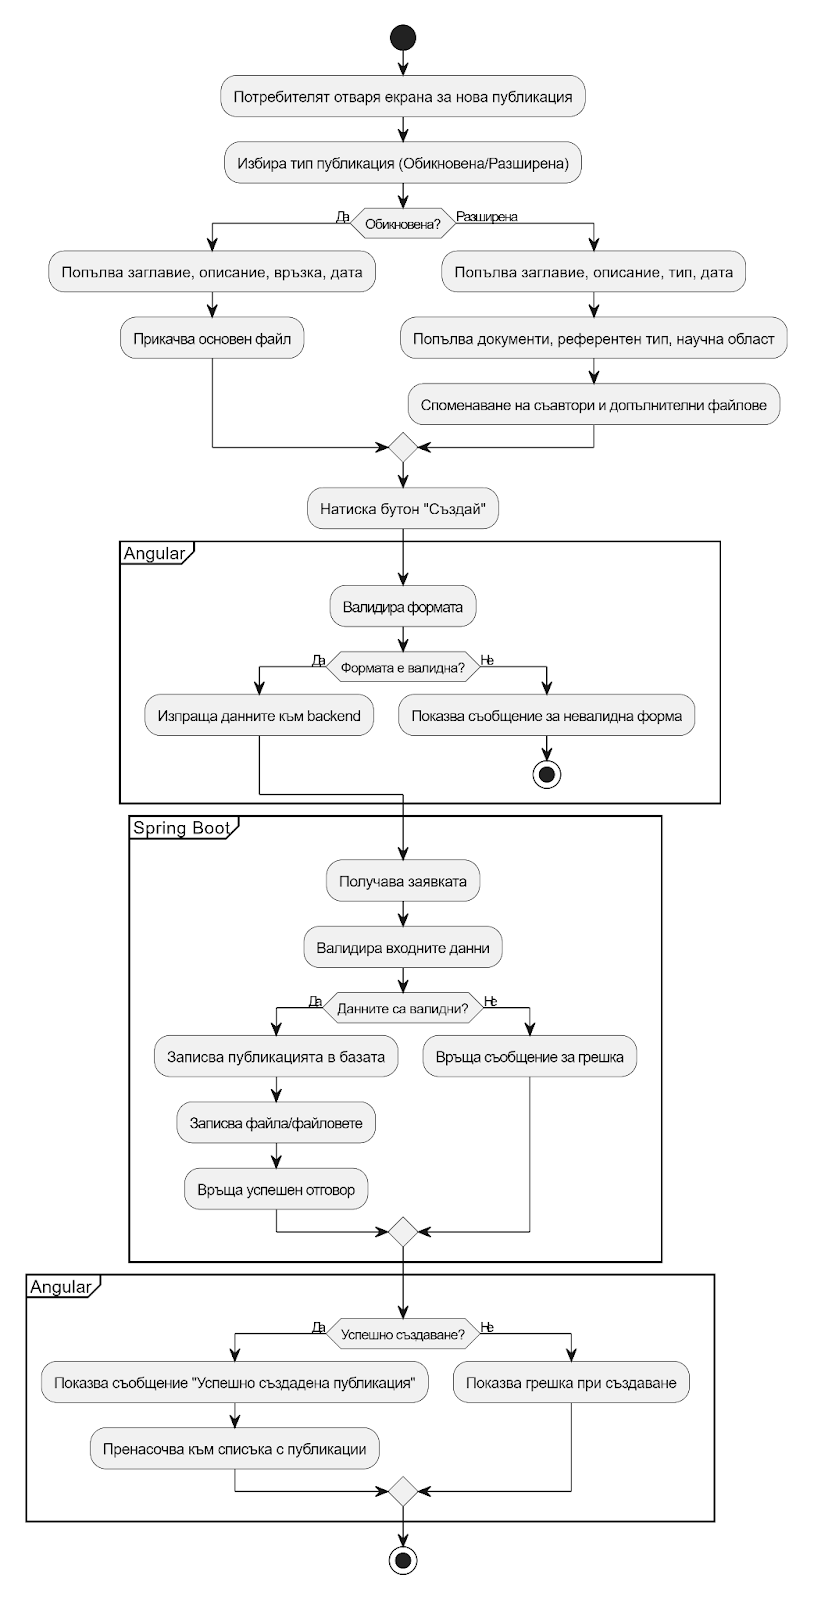 Потребителят отваря екрана за нова публикация
Избира тип публикация (Обикновена/Разширена)
Да
Обикновена?
Разширена
Попълва заглавие, описание, връзка, дата
Попълва заглавие, описание, тип, дата
Прикачва основен файл
Попълва документи, референтен тип, научна област
Споменаване на съавтори и допълнителни файлове
Натиска бутон "Създай"
Angular
Валидира формата
Да
Формата е валидна?
Не
Изпраща данните към backend
Показва съобщение за невалидна форма
Spring Boot
Получава заявката
Валидира входните данни
Да
Данните са валидни?
Не
Записва публикацията в базата
Връща съобщение за грешка
Записва файла/файловете
Връща успешен отговор
Angular
Да
Успешно създаване?
Не
Показва съобщение "Успешно създадена публикация"
Показва грешка при създаване
Пренасочва към списъка с публикации